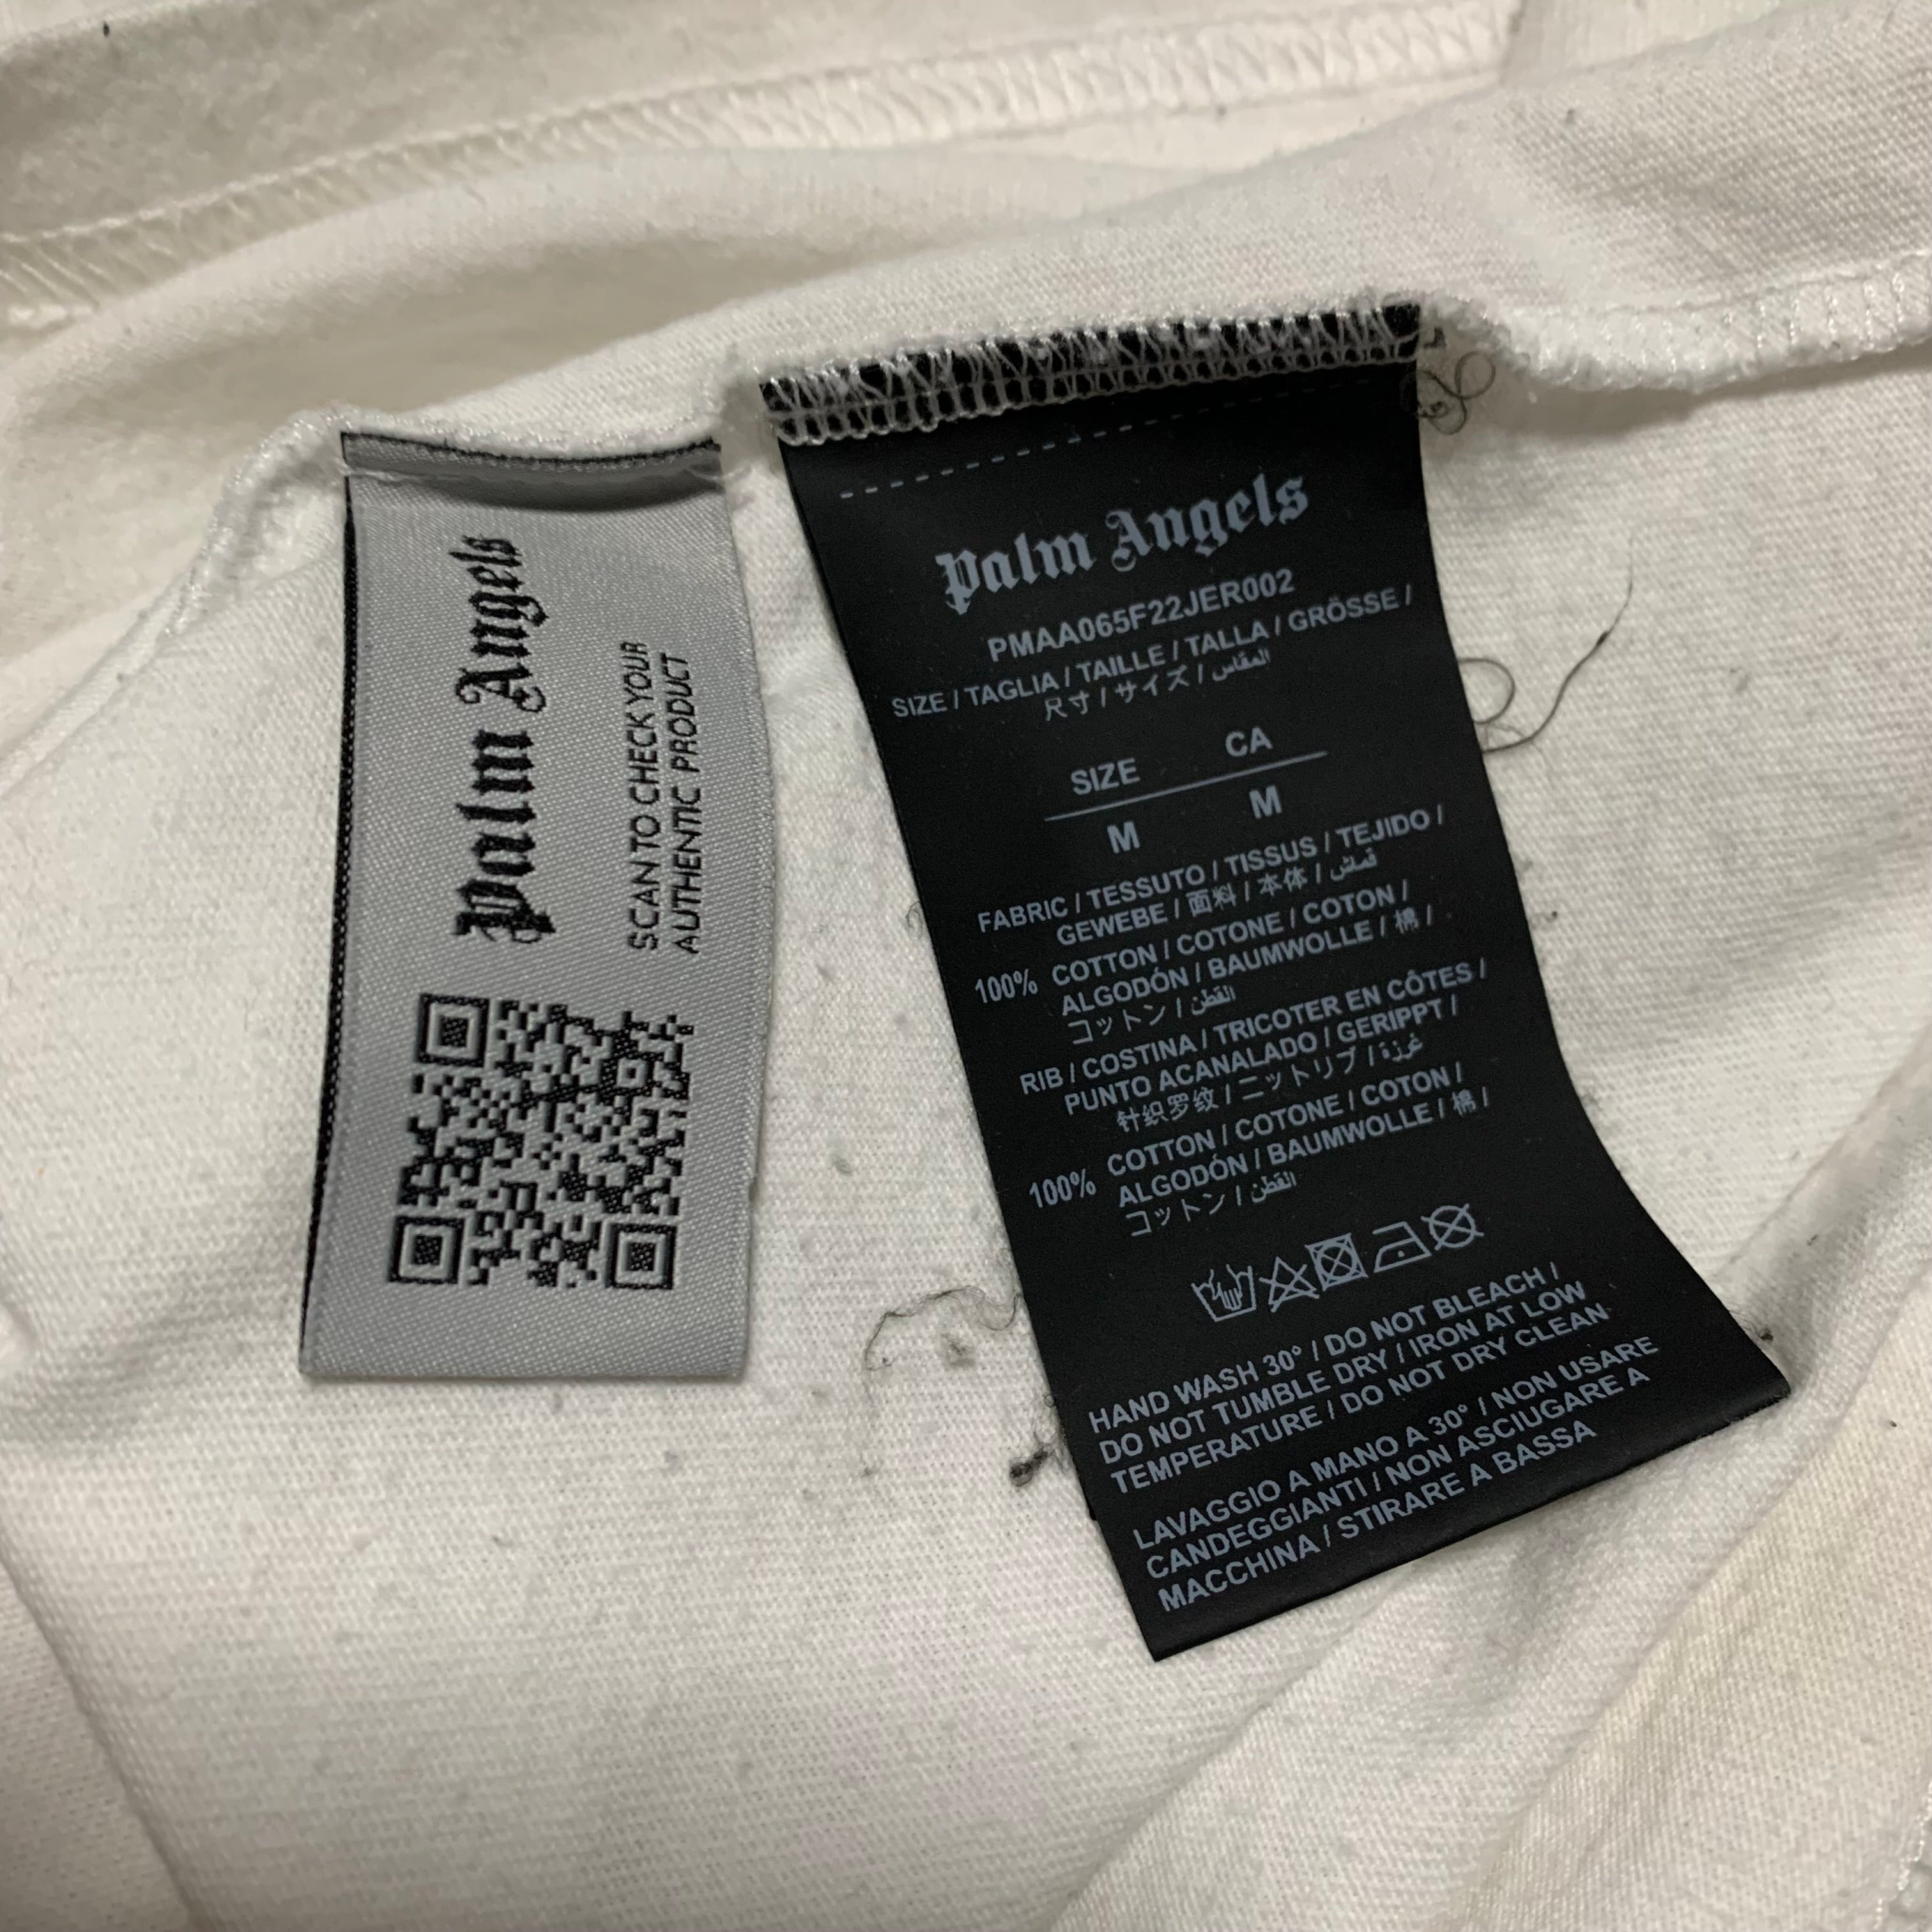 Palm Angels
SCAN TO CHECK YOUR
AUTHENTIC PRODUCT
Palm Angels
PMAA065F22JER002
SIZE / TAGLIA / TAILLE / TALLA / GRÖSSE /
尺寸 / サイズ / المقاس
SIZE CA
M M
FABRIC / TESSUTO / TISSUS / TEJIDO /
GEWEBE / 面料 / 本体 / قماش
100% COTTON / COTONE / COTON /
ALGODÓN / BAUMWOLLE / 棉 /
コットン / القطن
RIB / COSTINA / TRICOTER EN CÔTES /
PUNTO ACANALADO / GERIPPT /
针织罗纹 / ニットリブ / غرزة
100% COTTON / COTONE / COTON /
ALGODÓN / BAUMWOLLE / 棉 /
コットン / القطن
HAND WASH 30° / DO NOT BLEACH /
DO NOT TUMBLE DRY / IRON AT LOW
TEMPERATURE / DO NOT DRY CLEAN
LAVAGGIO A MANO A 30° / NON USARE
CANDEGGIANTI / NON ASCIUGARE A
MACCHINA / STIRARE A BASSA